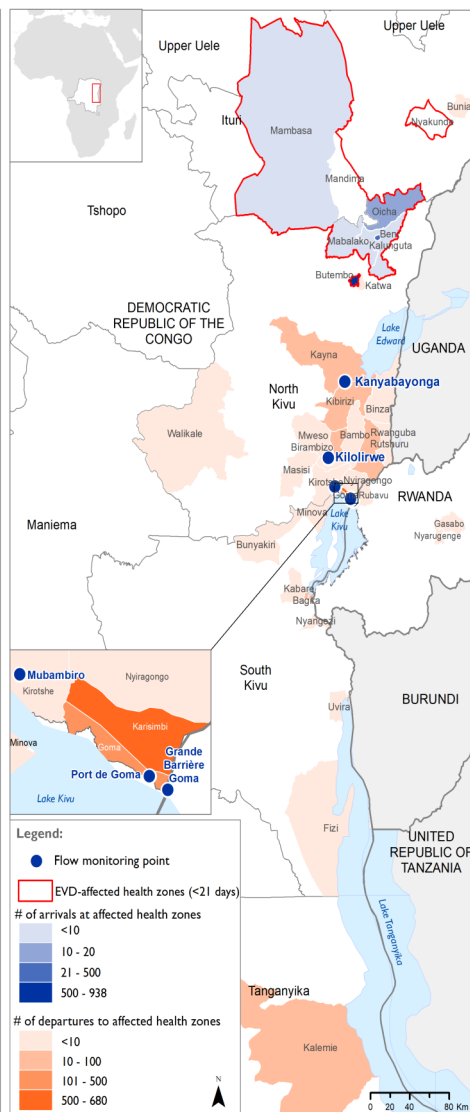 Upper Uele
Upper Uele
Ituri
Bunia
Nyakunde
Mambasa
Mandima
Tshopo
Oicha
Beni
Mabalako
Kalunguta
Butembo
Katwa
DEMOCRATIC
REPUBLIC OF THE
CONGO
Lake
Edward
UGANDA
Kayna
Kanyabayonga
North
Kivu
Kibirizi
Binza
Walikale
Mweso
Bambo
Rwanguba
Birambizo
Rutshuru
Kilolirwe
Masisi
Kirotshe
Nyiragongo
Goma
Rubavu
RWANDA
Maniema
Minova
Lake
Kivu
Gasabo
Nyarugenge
Bunyakiri
Kabare
Bagira
Nyangezi
South
Kivu
Mubambiro
Nyiragongo
Kirotshe
Karisimbi
Minova
Goma
Grande
Barrière
Goma
Port de Goma
Lake Kivu
BURUNDI
Uvira
Fizi
UNITED
REPUBLIC OF
TANZANIA
Lake Tanganyika
Tanganyika
Kalemie
Legend:
Flow monitoring point
EVD-affected health zones (<21 days)
# of arrivals at affected health zones
<10
10 - 20
21 - 500
500 - 938
# of departures to affected health zones
<10
10 - 100
101 - 500
500 - 680
N
0 20 40 80 Km